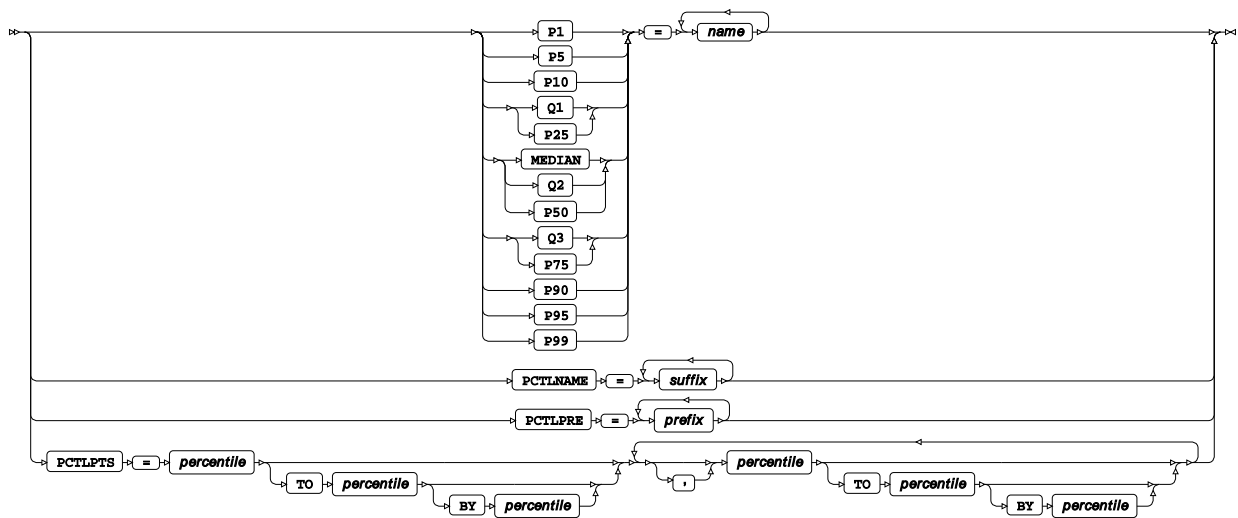 P1 = name
P5
P10
Q1
P25
MEDIAN
Q2
P50
Q3
P75
P90
P95
P99
PCTLNAME = suffix
PCTLPRE = prefix
PCTLPTS = percentile , percentile
TO percentile TO percentile
BY percentile BY percentile